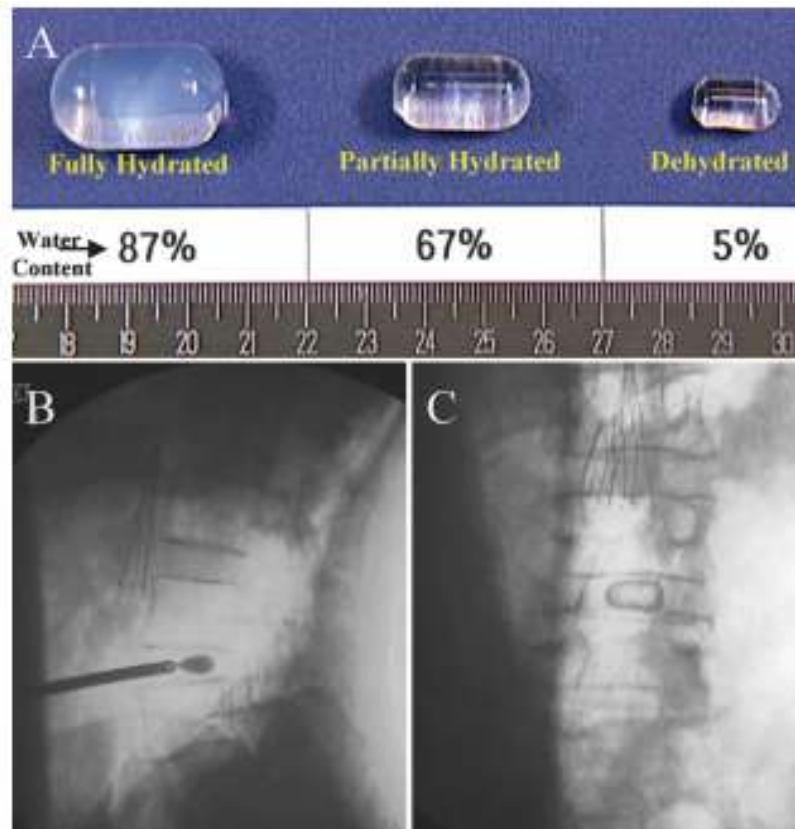 A
Fully Hydrated Partially Hydrated Dehydrated
Water
Content
87% 67% 5%
18 19 20 21 22 23 24 25 26 27 28 29 30
B C